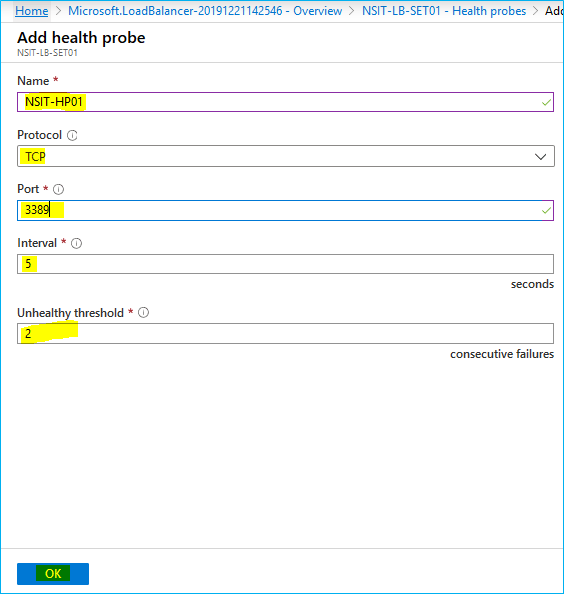 Home > Microsoft.LoadBalancer-20191221142546 - Overview > NSIT-LB-SET01 - Health probes > Add
Add health probe
NSIT-LB-SET01
Name *
NSIT-HP01
Protocol
TCP
Port *
3389
Interval *
5
seconds
Unhealthy threshold *
2
consecutive failures
OK